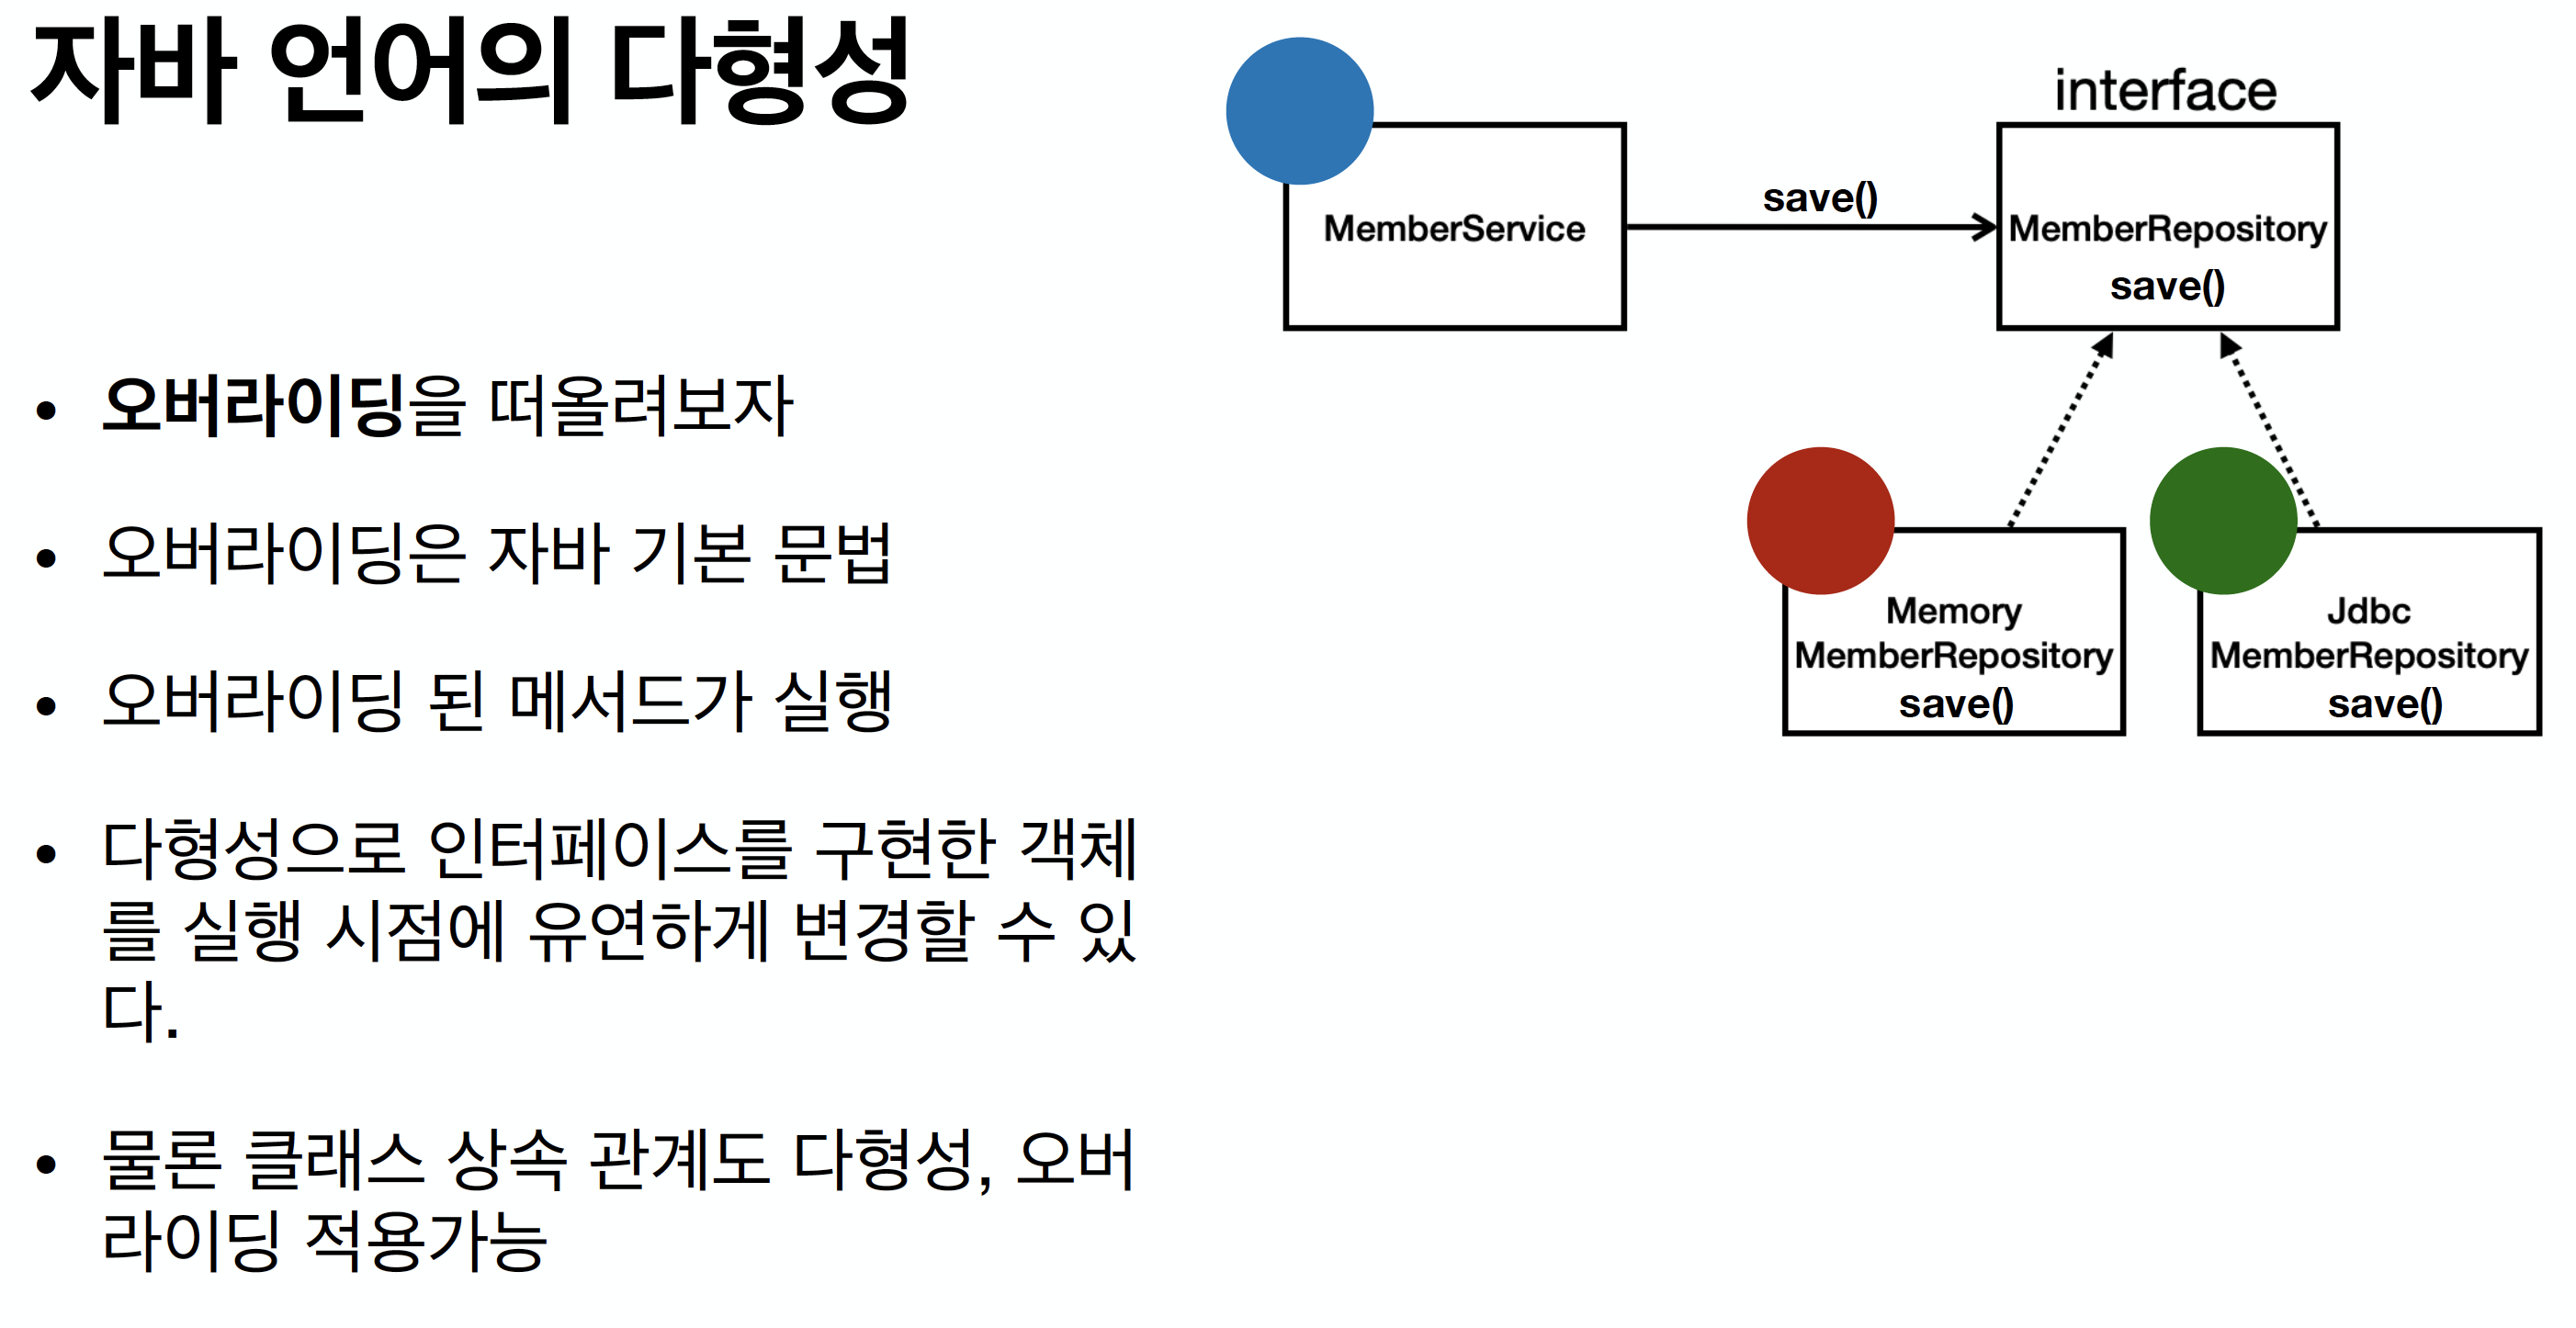 자바 언어의 다형성
• 오버라이딩을 떠올려보자
• 오버라이딩은 자바 기본 문법
• 오버라이딩 된 메서드가 실행
• 다형성으로 인터페이스를 구현한 객체
를 실행 시점에 유연하게 변경할 수 있
다.
• 물론 클래스 상속 관계도 다형성, 오버
라이딩 적용가능
interface
MemberService
save()
MemberRepository
save()
Memory
MemberRepository
save()
Jdbc
MemberRepository
save()